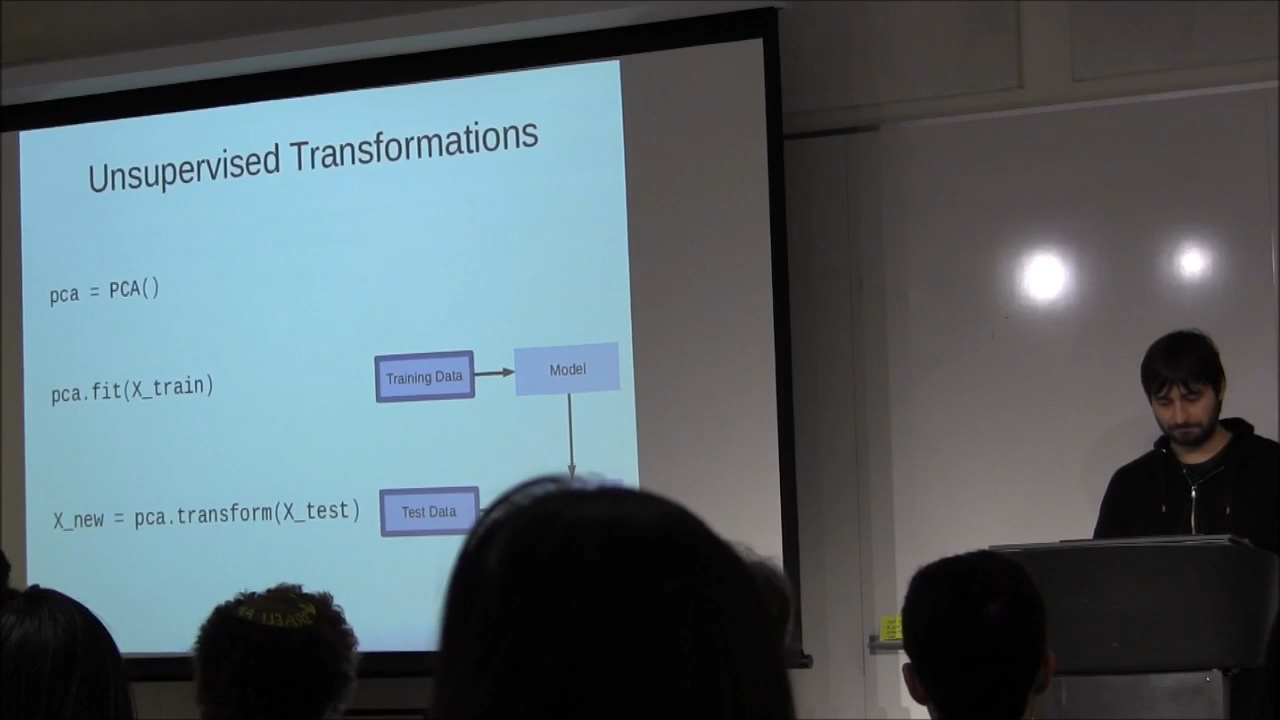 Unsupervised Transformations
pca = PCA()
pca.fit(X_train)
Training Data
Model
X_new = pca.transform(X_test)
Test Data